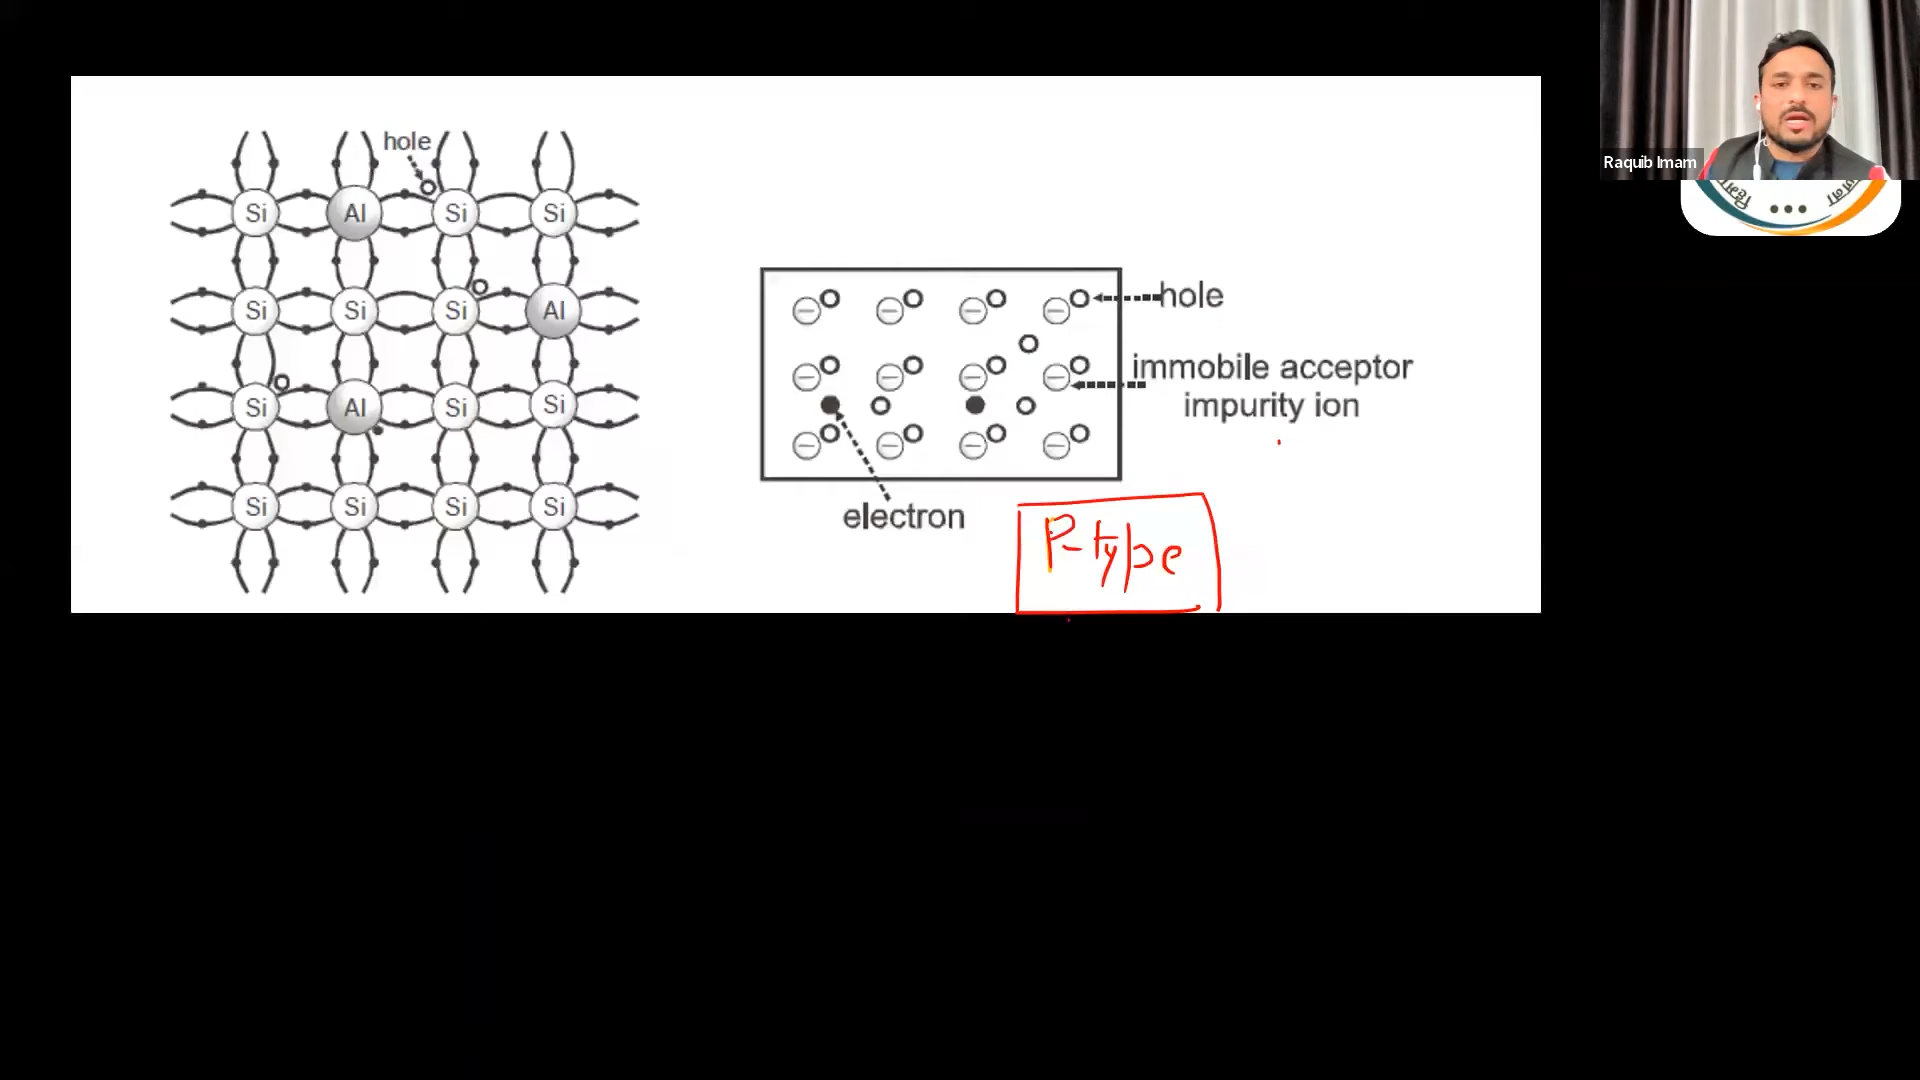 hole
Si Al Si Si
Si Si Si Al
Si Al Si Si
Si Si Si Si
hole
immobile acceptor
impurity ion
electron
P-type
Raquib Imam